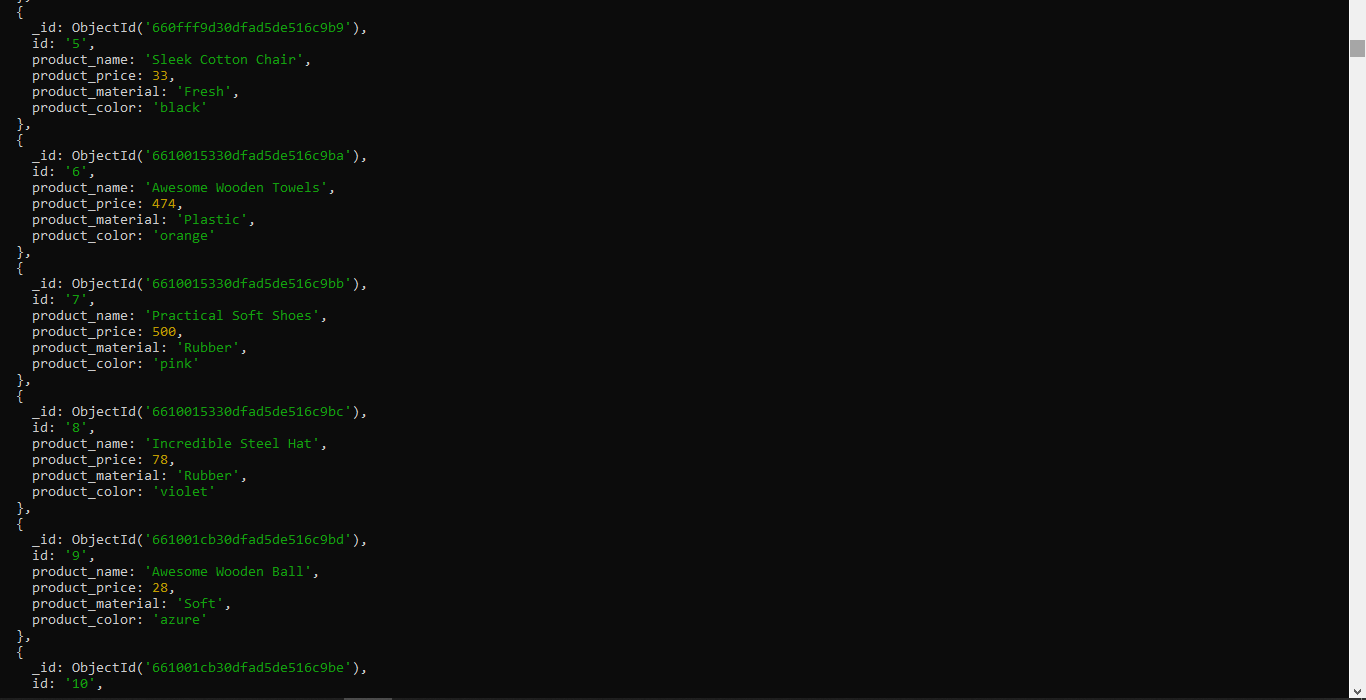 },
{
_id: ObjectId('660fff9d30dfad5de516c9b9'),
id: '5',
product_name: 'Sleek Cotton Chair',
product_price: 33,
product_material: 'Fresh',
product_color: 'black'
},
{
_id: ObjectId('6610015330dfad5de516c9ba'),
id: '6',
product_name: 'Awesome Wooden Towels',
product_price: 474,
product_material: 'Plastic',
product_color: 'orange'
},
{
_id: ObjectId('6610015330dfad5de516c9bb'),
id: '7',
product_name: 'Practical Soft Shoes',
product_price: 500,
product_material: 'Rubber',
product_color: 'pink'
},
{
_id: ObjectId('6610015330dfad5de516c9bc'),
id: '8',
product_name: 'Incredible Steel Hat',
product_price: 78,
product_material: 'Rubber',
product_color: 'violet'
},
{
_id: ObjectId('661001cb30dfad5de516c9bd'),
id: '9',
product_name: 'Awesome Wooden Ball',
product_price: 28,
product_material: 'Soft',
product_color: 'azure'
},
{
_id: ObjectId('661001cb30dfad5de516c9be'),
id: '10',